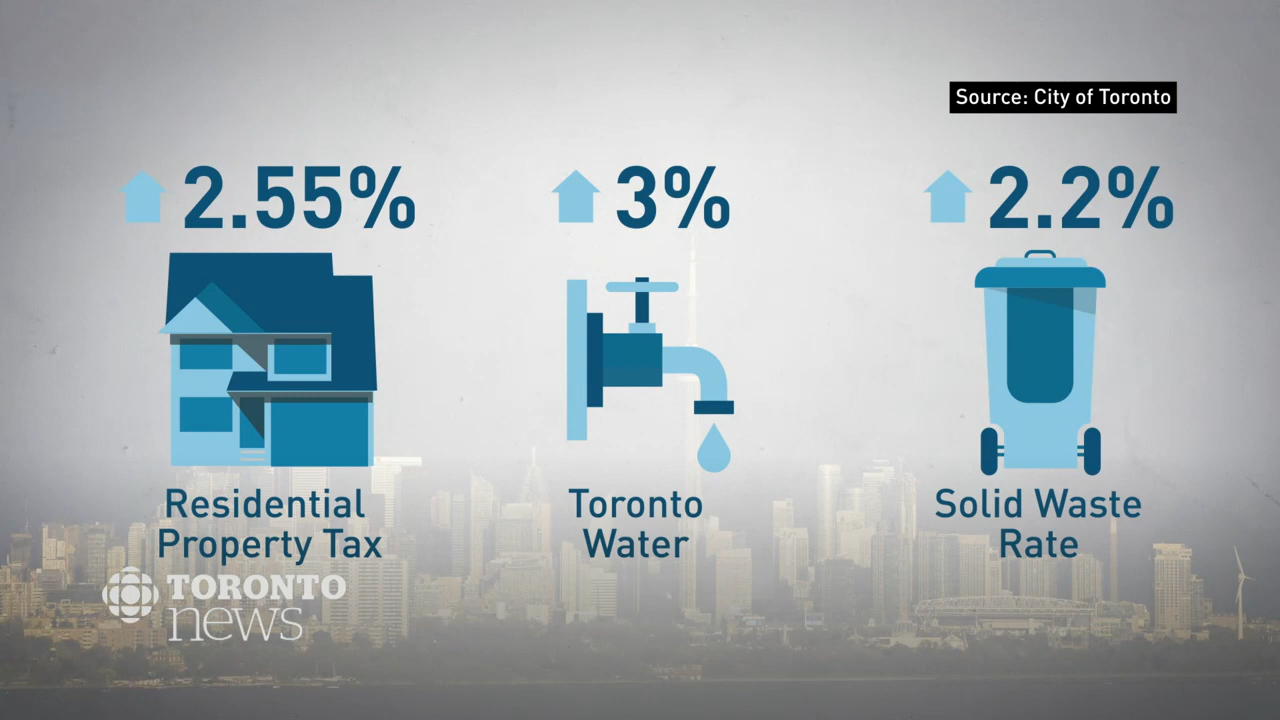 Source: City of Toronto
2.55%
3%
2.2%
Residential
Property Tax
Toronto
Water
Solid Waste
Rate
TORONTO
news